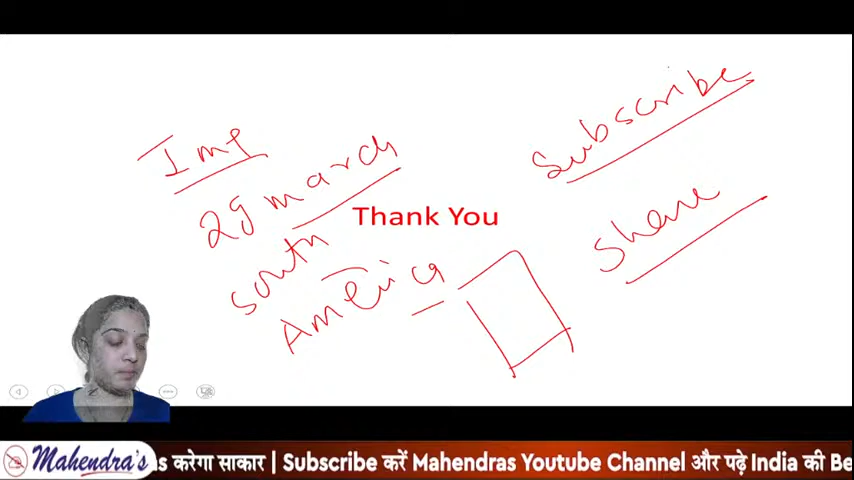 Imp
29 march
South
America
Thank You
Subscribe
Share
Mahendra's
as करेगा साकार | Subscribe करें Mahendras Youtube Channel और पढ़े India की Be